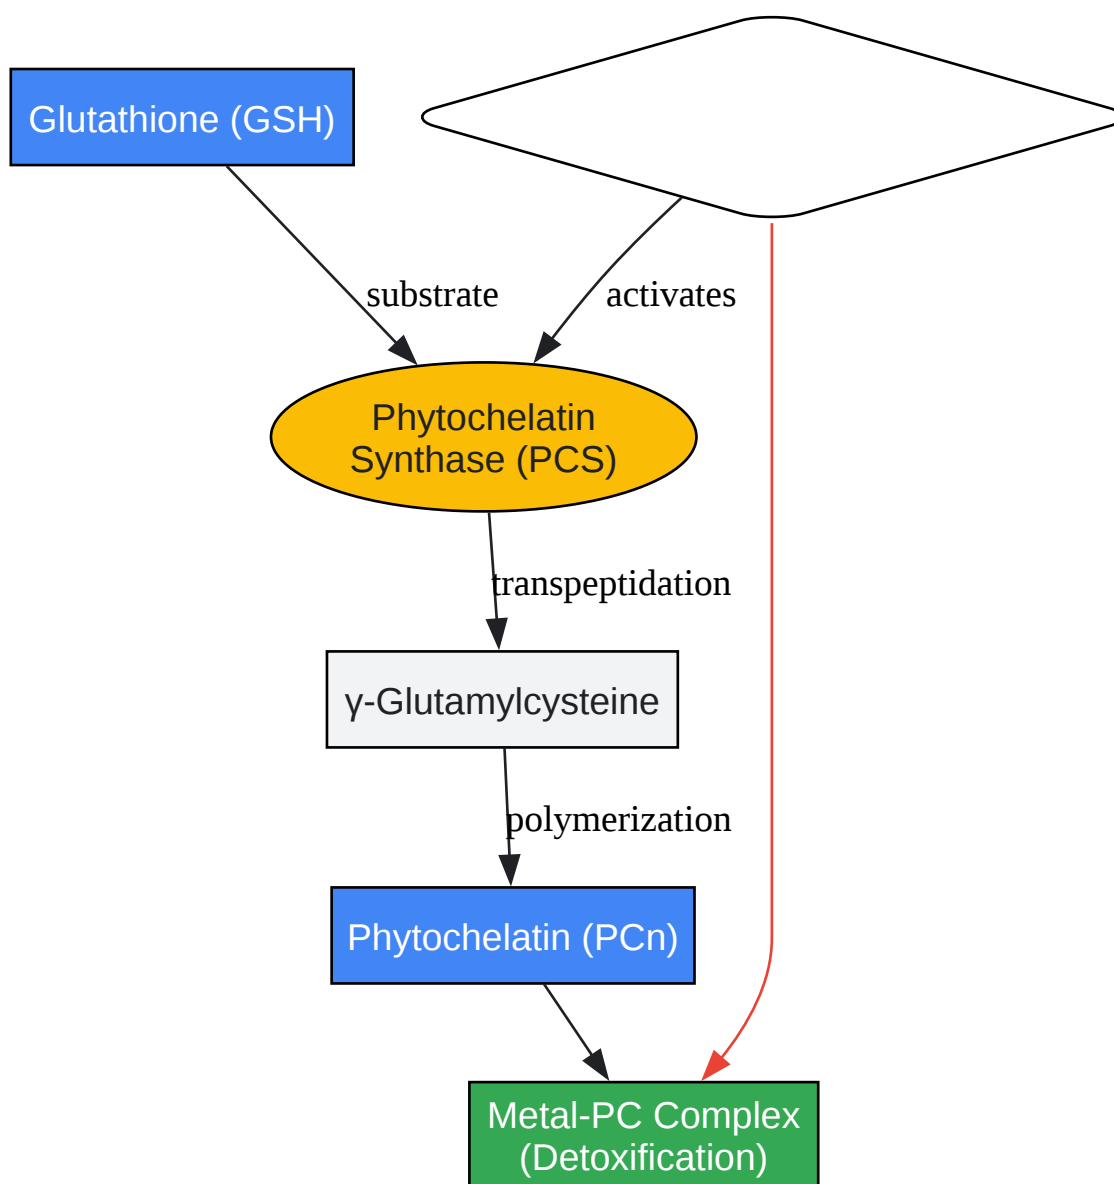 Glutathione (GSH)
substrate
activates
Phytochelatin
Synthase (PCS)
transpeptidation
γ-Glutamylcysteine
polymerization
Phytochelatin (PCn)
Metal-PC Complex
(Detoxification)